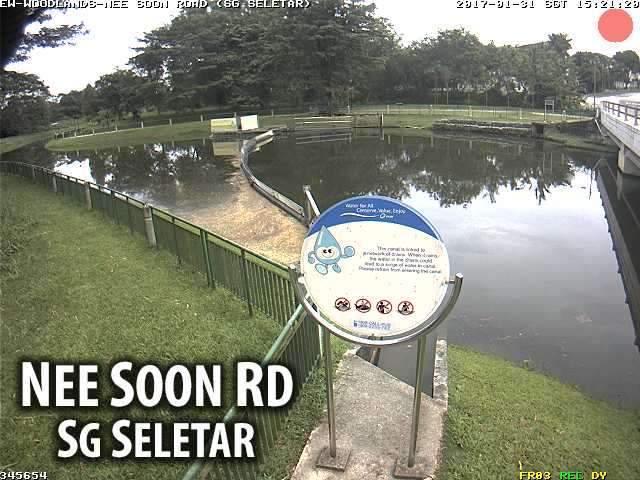 EW-WOODLANDS-NEE SOON ROAD (SG SELETAR)
2017-01-31 SGT 15:21:20
Water for All
Conserve, Value, Enjoy
This canal is linked to
a network of drains. When it rains,
the water in the drains could
lead to a surge of water in canal.
Please refrain from entering the canal.
NEE SOON RD
SG SELETAR
345654
FR03 REC DY